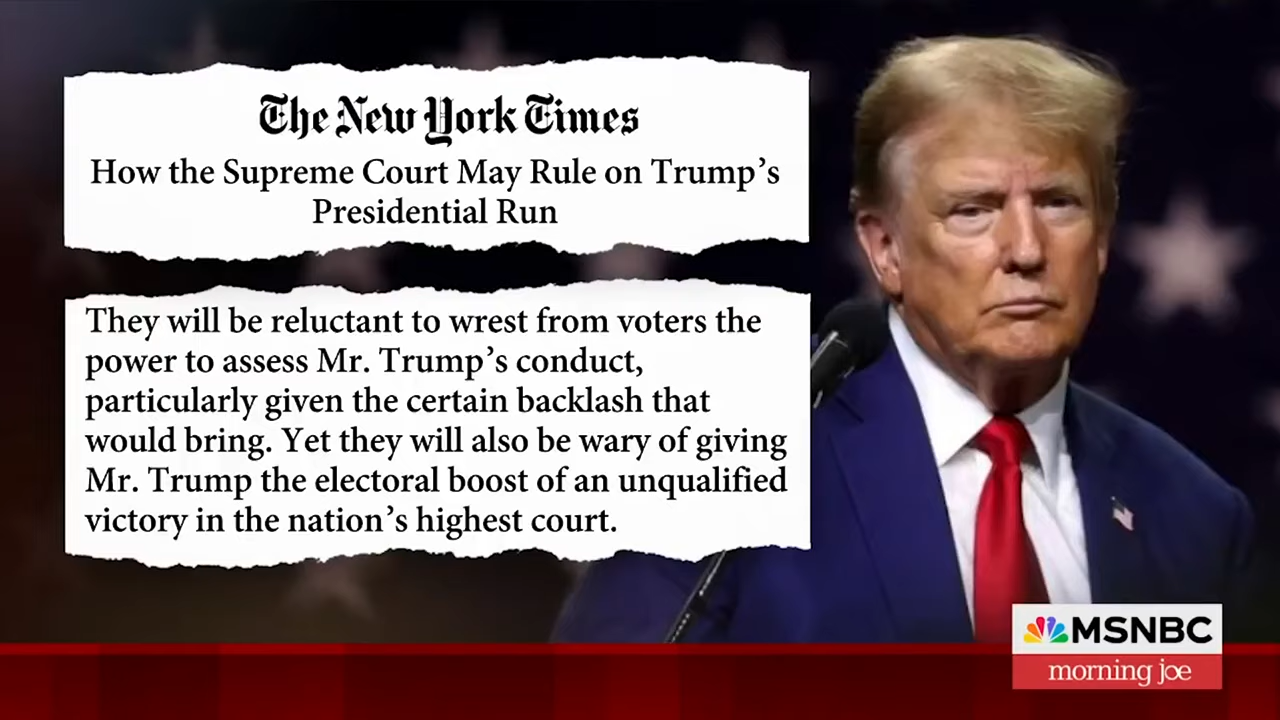 The New York Times
How the Supreme Court May Rule on Trump’s
Presidential Run
They will be reluctant to wrest from voters the
power to assess Mr. Trump’s conduct,
particularly given the certain backlash that
would bring. Yet they will also be wary of giving
Mr. Trump the electoral boost of an unqualified
victory in the nation’s highest court.
MSNBC
morning joe